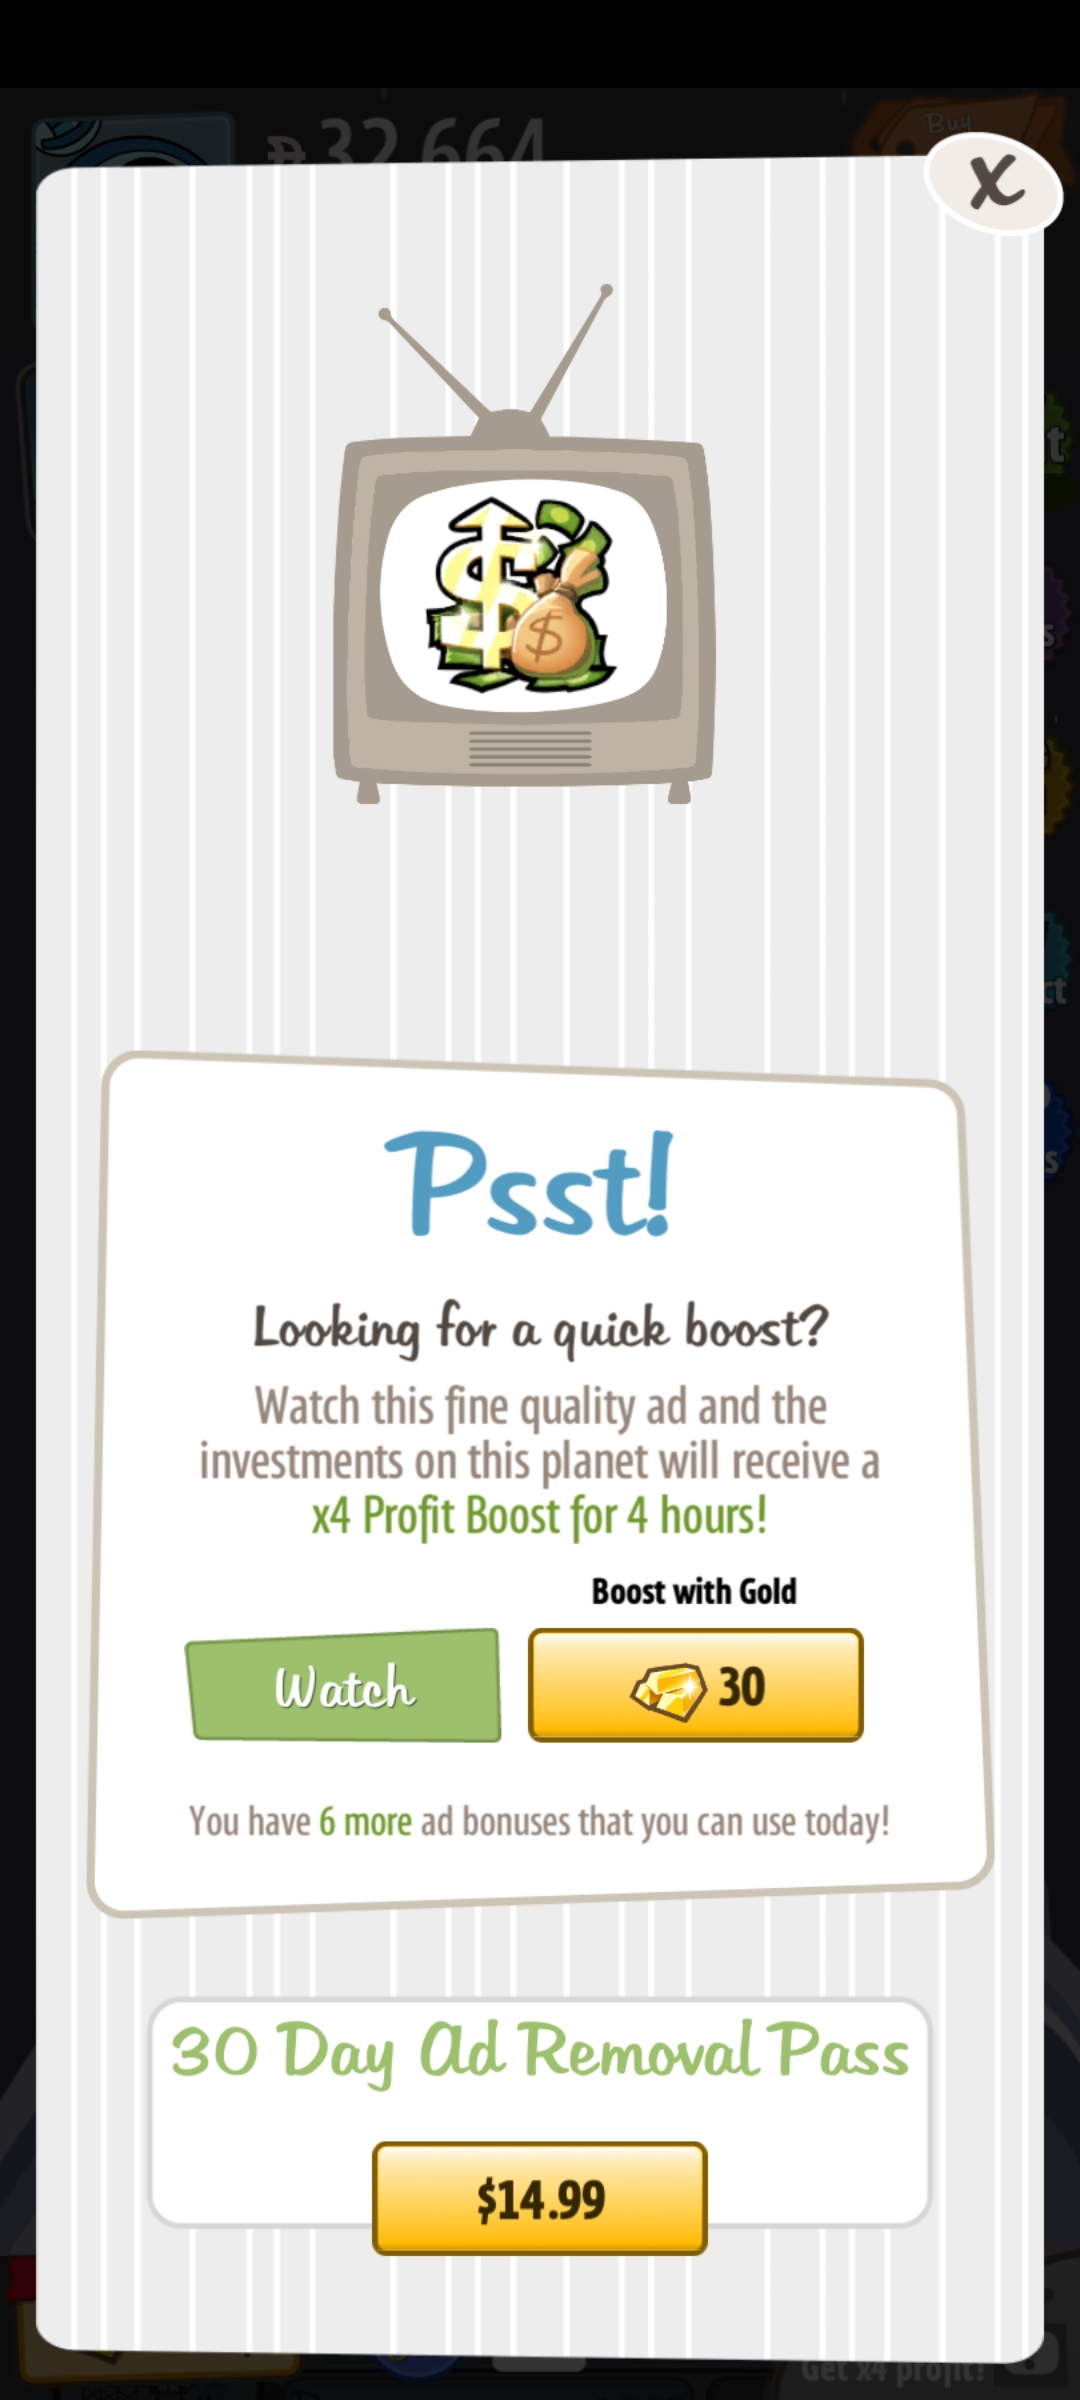 32,664
Buy
X
$
$
Psst!
Looking for a quick boost?
Watch this fine quality ad and the
investments on this planet will receive a
x4 Profit Boost for 4 hours!
Boost with Gold
Watch
30
You have 6 more ad bonuses that you can use today!
30 Day Ad Removal Pass
$14.99
Get x4 profit!